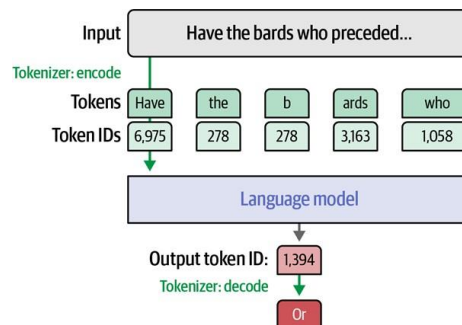 Input Have the bards who preceded...
Tokenizer: encode
Tokens Have the b ards who
Token IDs 6,975 278 278 3,163 1,058
Language model
Output token ID: 1,394
Tokenizer: decode
Or